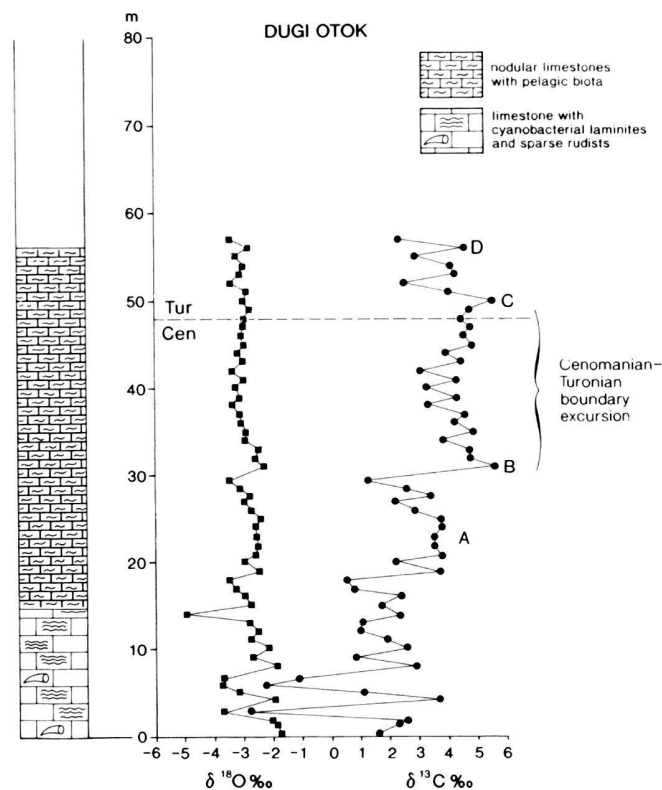 DUGI OTOK
m
80
70
60
50
40
30
20
10
0
nodular limestones
with pelagic biota
limestone with
cyanobacterial laminites
and sparse rudists
Tur
Cen
D
C
B
A
Cenomanian–
Turonian
boundary
excursion
-6 -5 -4 -3 -2 -1 0 1 2 3 4 5 6
δ 18O ‰ δ 13C ‰